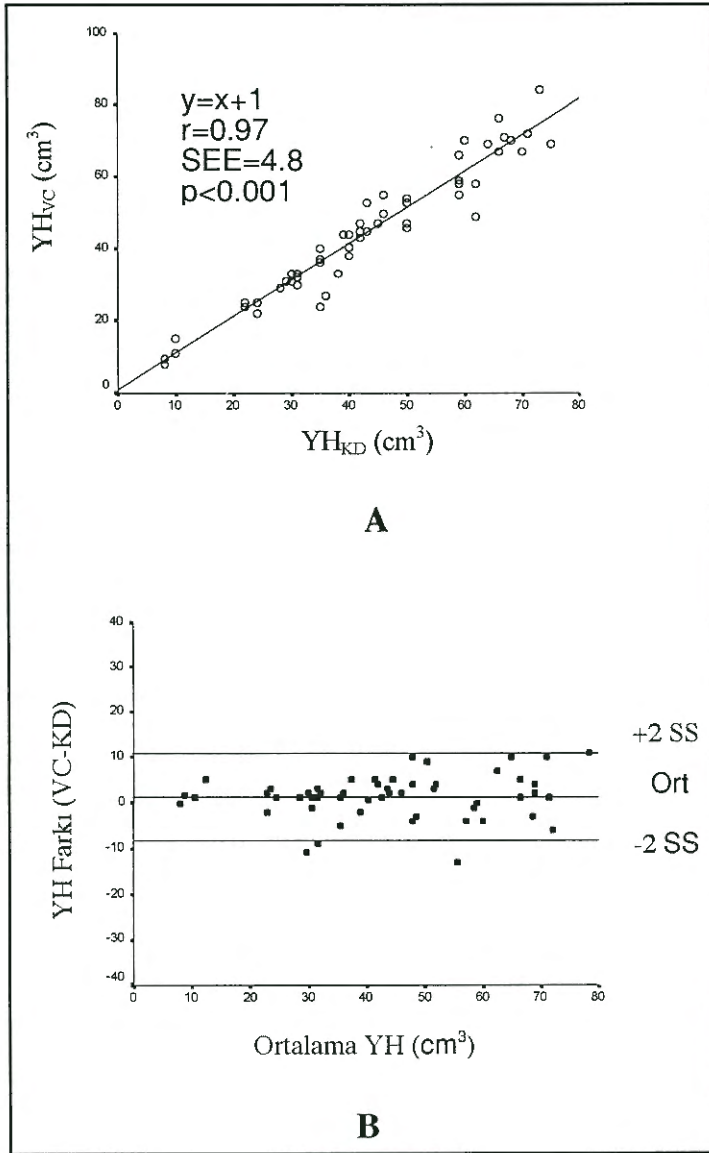 100
80
60
40
20
0
YH_VC (cm³)
y=x+1
r=0.97
SEE=4.8
p<0.001
0 10 20 30 40 50 60 70 80
YH_KD (cm³)
A
40
30
20
10
0
-10
-20
-30
-40
YH Farkı (VC-KD)
+2 SS
Ort
-2 SS
0 10 20 30 40 50 60 70 80
Ortalama YH (cm³)
B